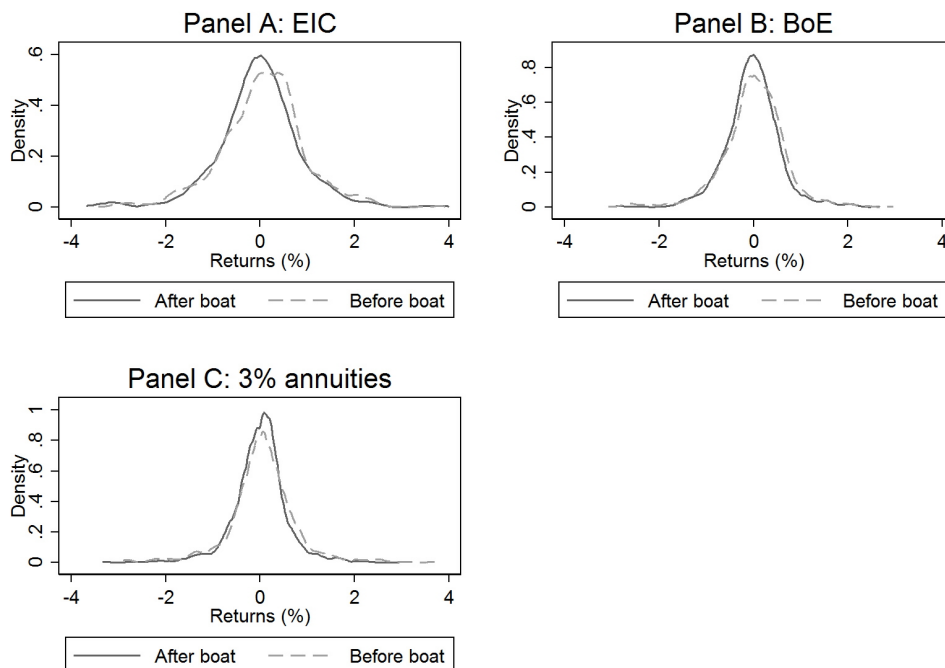 Panel A: EIC
Density
0
.2
.4
.6
-4 -2 0 2 4
Returns (%)
After boat Before boat
Panel B: BoE
Density
0
.2
.4
.6
.8
-4 -2 0 2 4
Returns (%)
After boat Before boat
Panel C: 3% annuities
Density
0
.2
.4
.6
.8
1
-4 -2 0 2 4
Returns (%)
After boat Before boat